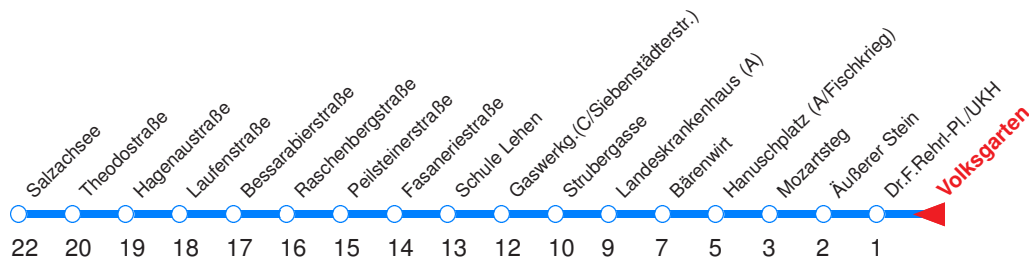 Salzachsee
Theodostraße
Hagenaustraße
Laufenstraße
Bessarabierstraße
Raschenbergstraße
Peilsteinerstraße
Fasaneriestraße
Schule Lehen
Gaswerkg.(C/Siebenstädterstr.)
Strubergasse
Landeskrankenhaus (A)
Bärenwirt
Hanuschplatz (A/Fischkrieg)
Mozartsteg
Äußerer Stein
Dr.F.Rehrl-Pl./UKH
Volksgarten
22 20 19 18 17 16 15 14 13 12 10 9 7 5 3 2 1